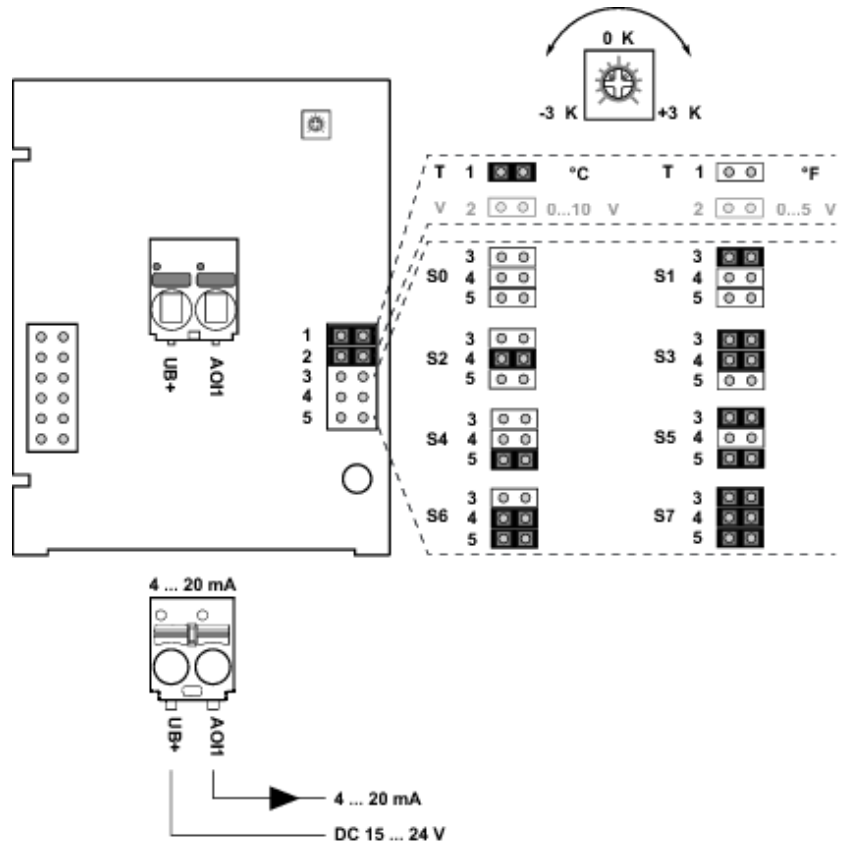 0 K
-3 K +3 K
T 1 °C T 1 °F
V 2 0...10 V 2 0...5 V
3 3
S0 4 S1 4
5 5
1
2
3
4
5
UB+ AOI1
3 3
S2 4 S3 4
5 5
3 3
S4 4 S5 4
5 5
3 3
S6 4 S7 4
5 5
4 ... 20 mA
UB+ AOI1
4 ... 20 mA
DC 15 ... 24 V